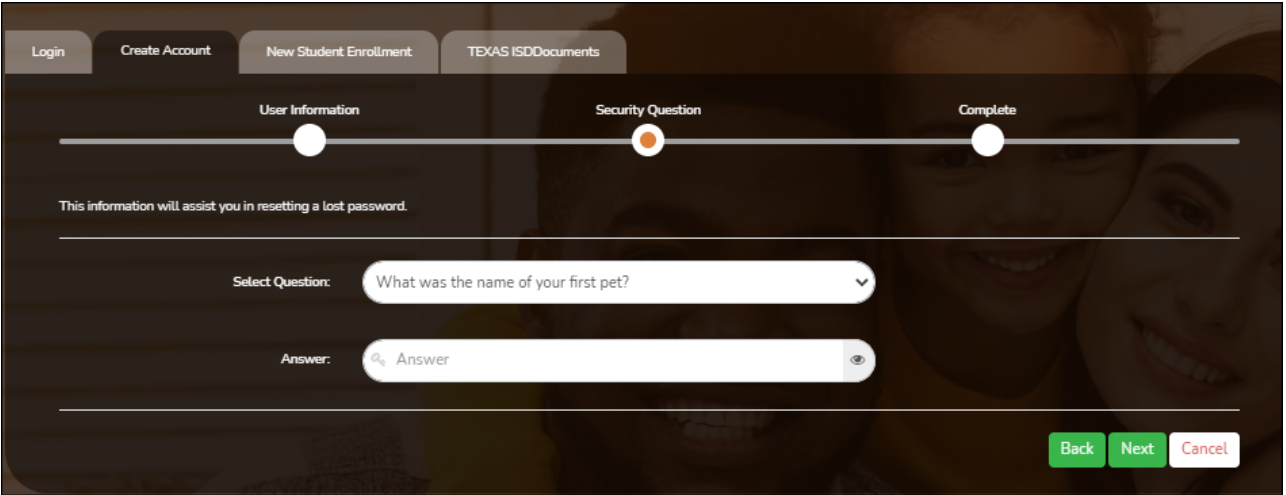 Login
Create Account
New Student Enrollment
TEXAS ISDDocuments
User Information
Security Question
Complete
This information will assist you in resetting a lost password.
Select Question:
What was the name of your first pet?
Answer:
Answer
Back
Next
Cancel